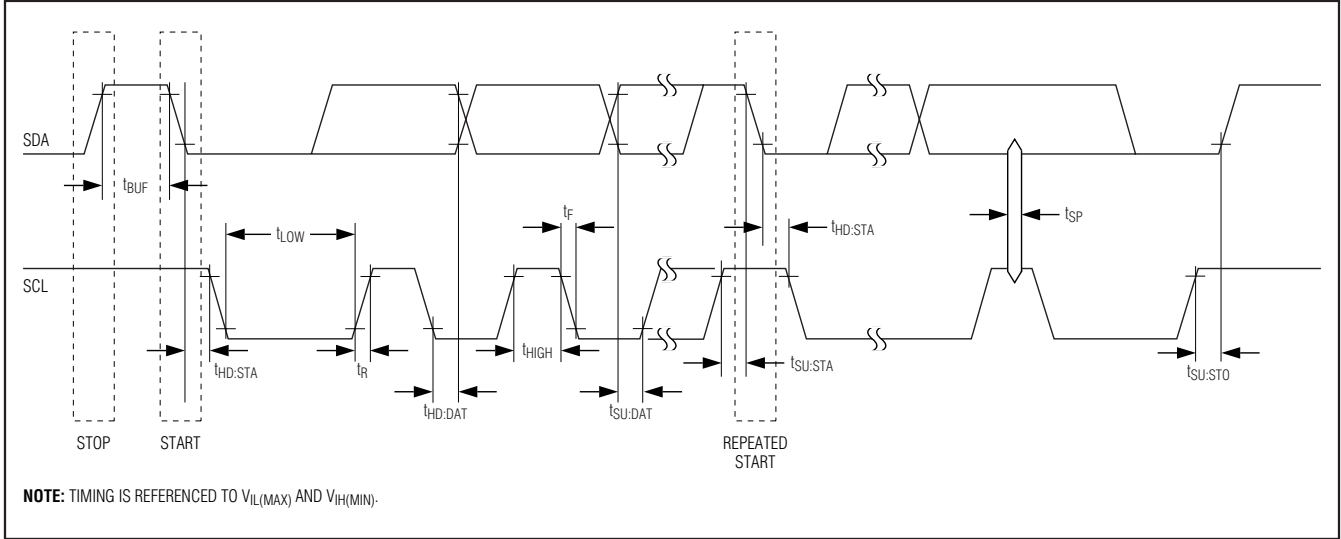 SDA
tBUF
tF
tLOW
tHD:STA
tSP
SCL
tHD:STA
tR
tHIGH
tSU:STA
tSU:STO
tHD:DAT
tSU:DAT
STOP
START
REPEATED
START
NOTE: TIMING IS REFERENCED TO VIL(MAX) AND VIH(MIN).